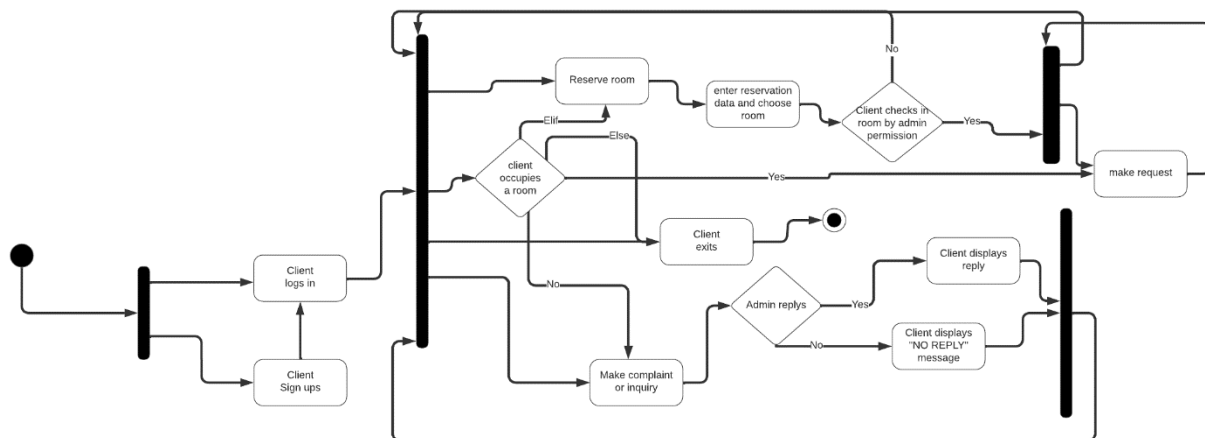 No
Reserve room
enter reservation
data and choose
room
Client checks in
room by admin
permission
Yes
Elif
Else
client
occupies
a room
Yes
make request
Client
exits
Client
logs in
Client displays
reply
Admin replys
Yes
No
No
Client displays
"NO REPLY"
message
Make complaint
or inquiry
Client
Sign ups